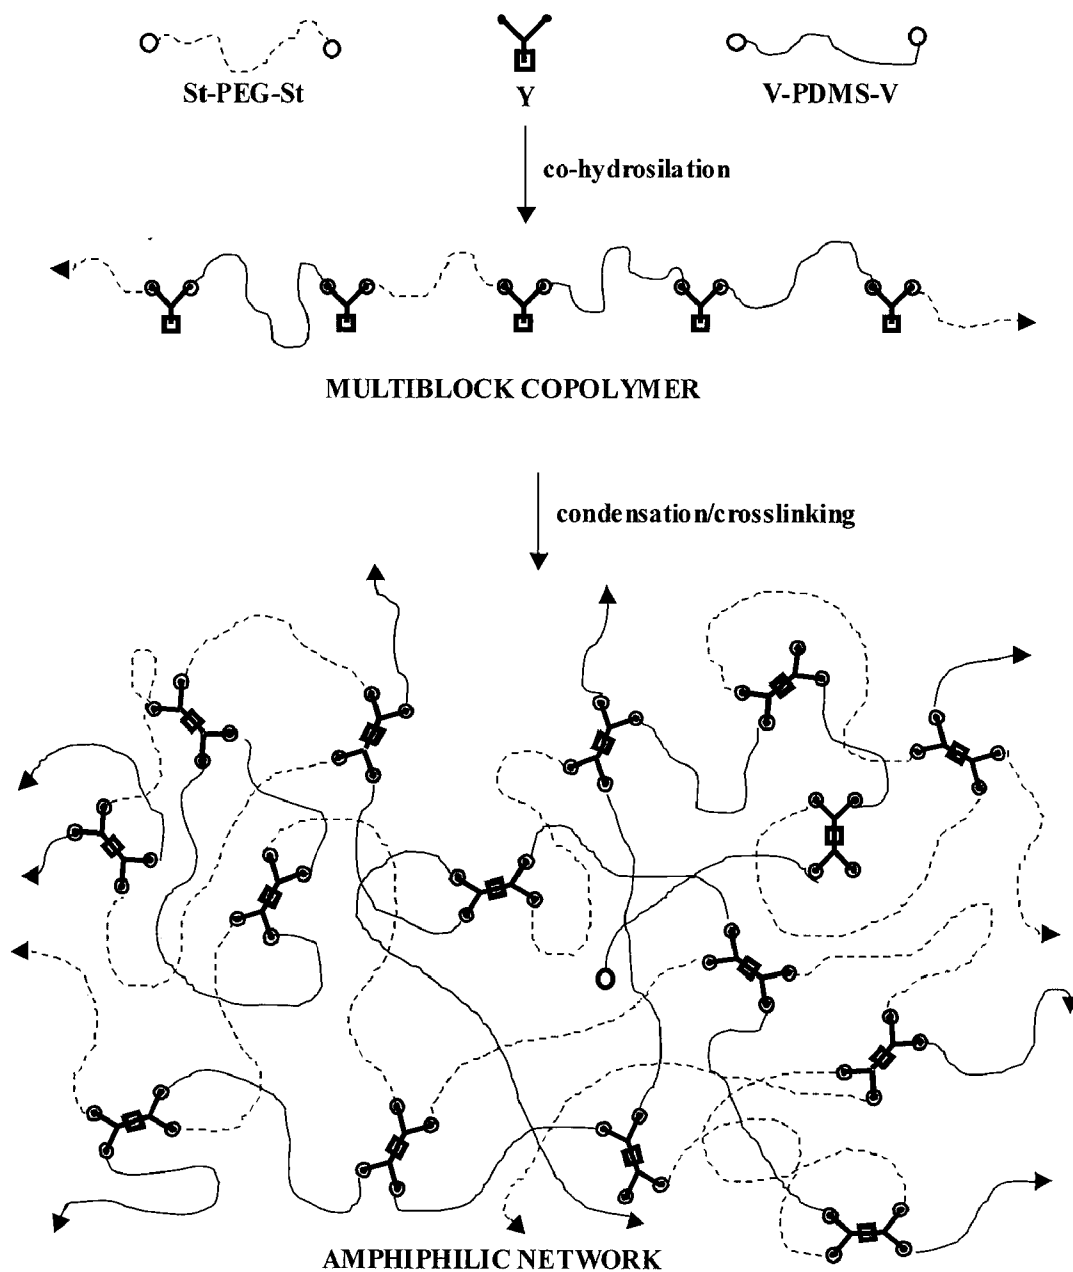 St-PEG-St
Y
V-PDMS-V
co-hydrosilation
MULTIBLOCK COPOLYMER
condensation/crosslinking
AMPHIPHILIC NETWORK